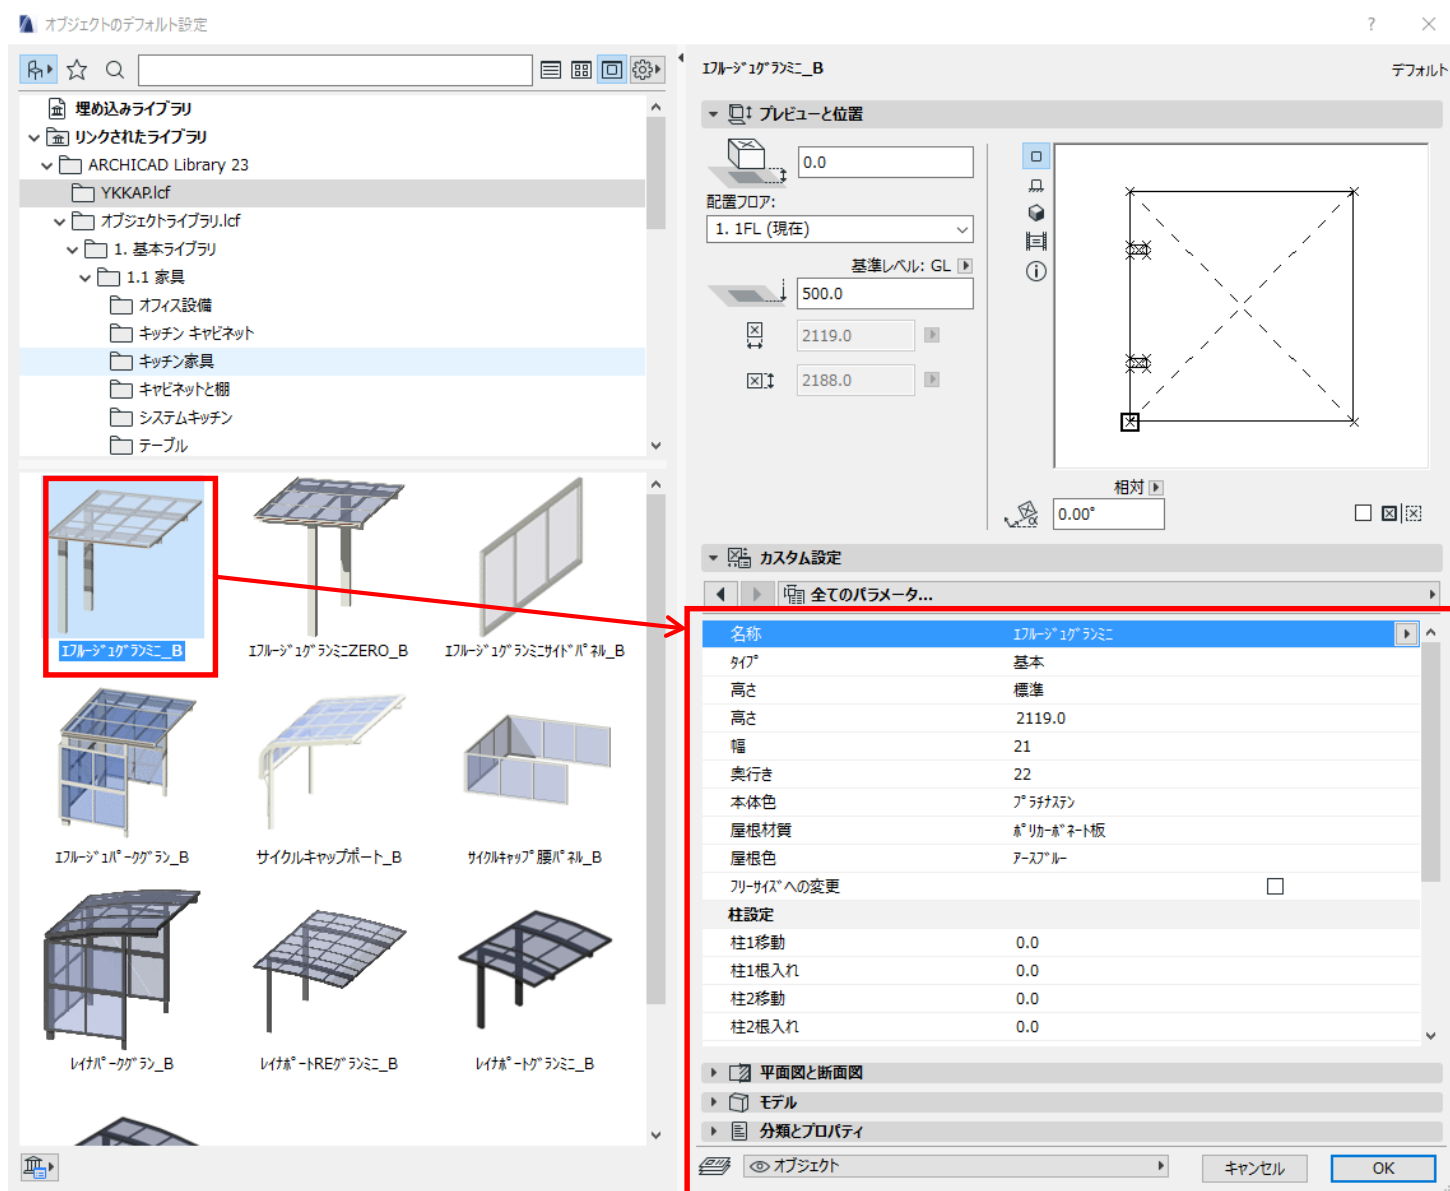 オブジェクトのデフォルト設定
?
埋め込みライブラリ
リンクされたライブラリ
ARCHICAD Library 23
YKKAP.lcf
オブジェクトライブラリ.lcf
1. 基本ライブラリ
1.1 家具
オフィス設備
キッチン キャビネット
キッチン家具
キャビネットと棚
システムキッチン
テーブル
ｴﾌﾙｰｼﾞｭｸﾞﾗﾝﾐﾆ_B
ｴﾌﾙｰｼﾞｭｸﾞﾗﾝﾐﾆZERO_B
ｴﾌﾙｰｼﾞｭｸﾞﾗﾝﾐﾆｻｲﾄﾞﾊﾟﾈﾙ_B
ｴﾌﾙｰｼﾞｭﾊﾟｰｸｸﾞﾗﾝ_B
サイクルキャップポート_B
ｻｲｸﾙｷｬｯﾌﾟ腰ﾊﾟﾈﾙ_B
ﾚｲﾅﾊﾟｰｸｸﾞﾗﾝ_B
ﾚｲﾅﾎﾟｰﾄREｸﾞﾗﾝﾐﾆ_B
ﾚｲﾅﾎﾟｰﾄｸﾞﾗﾝﾐﾆ_B
ｴﾌﾙｰｼﾞｭｸﾞﾗﾝﾐﾆ_B
デフォルト
プレビューと位置
0.0
配置フロア:
1. 1FL (現在)
基準レベル: GL
500.0
2119.0
2188.0
相対
0.00°
カスタム設定
全てのパラメータ...
名称 ｴﾌﾙｰｼﾞｭｸﾞﾗﾝﾐﾆ
ﾀｲﾌﾟ 基本
高さ 標準
高さ 2119.0
幅 21
奥行き 22
本体色 ﾌﾟﾗﾁﾅｽﾃﾝ
屋根材質 ﾎﾟﾘｶｰﾎﾞﾈｰﾄ板
屋根色 ｱｰｽﾌﾞﾙｰ
ﾌﾘｰｻｲｽﾞへの変更
柱設定
柱1移動 0.0
柱1根入れ 0.0
柱2移動 0.0
柱2根入れ 0.0
平面図と断面図
モデル
分類とプロパティ
オブジェクト
キャンセル
OK